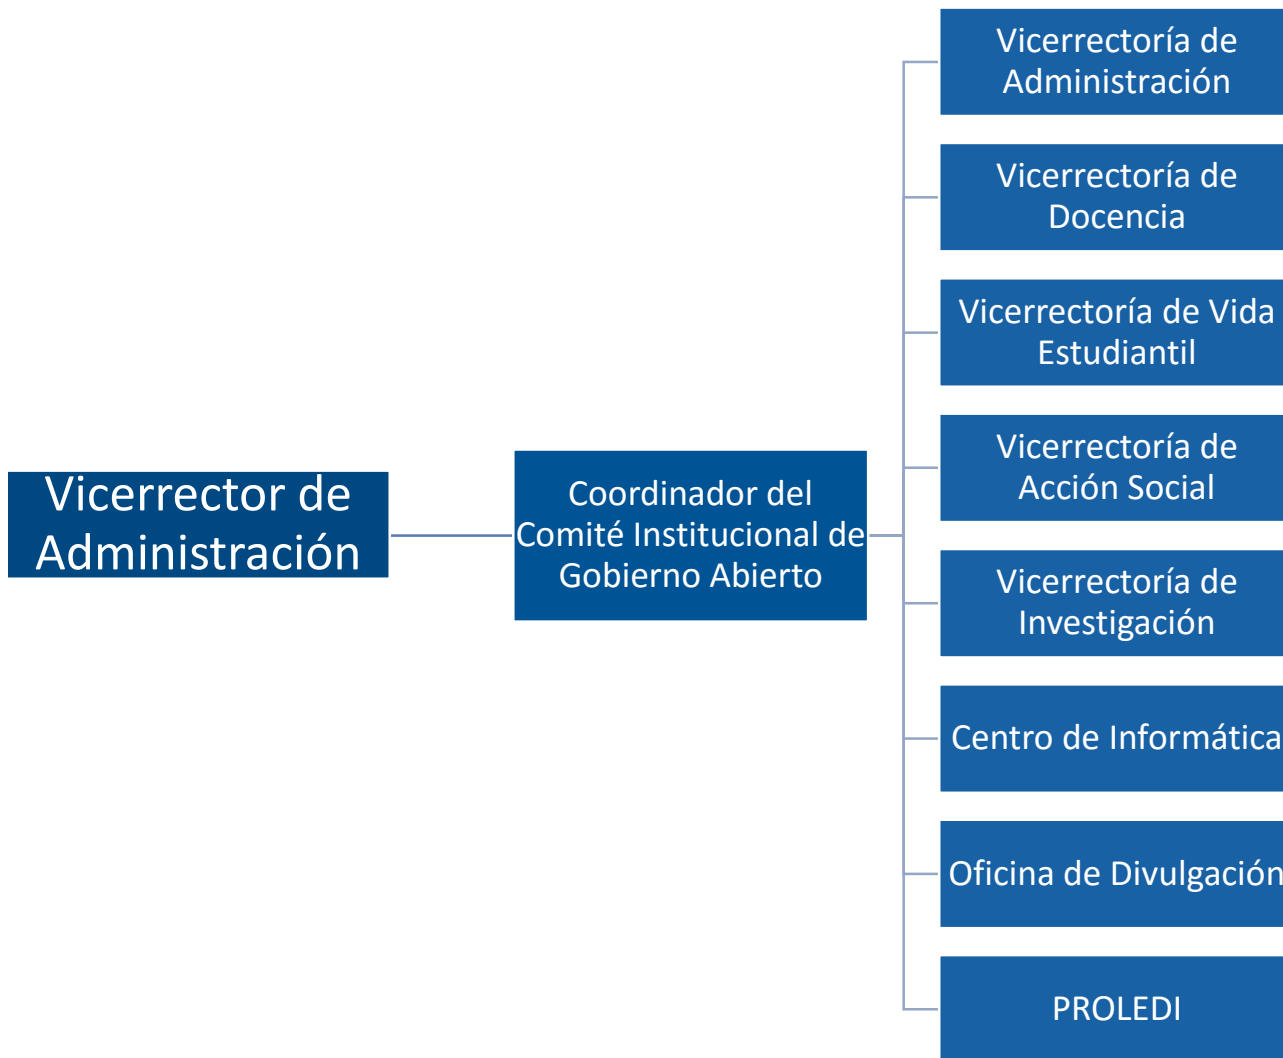 Vicerrector de
Administración
Coordinador del
Comité Institucional de
Gobierno Abierto
Vicerrectoría de
Administración
Vicerrectoría de
Docencia
Vicerrectoría de Vida
Estudiantil
Vicerrectoría de
Acción Social
Vicerrectoría de
Investigación
Centro de Informática
Oficina de Divulgación
PROLEDI